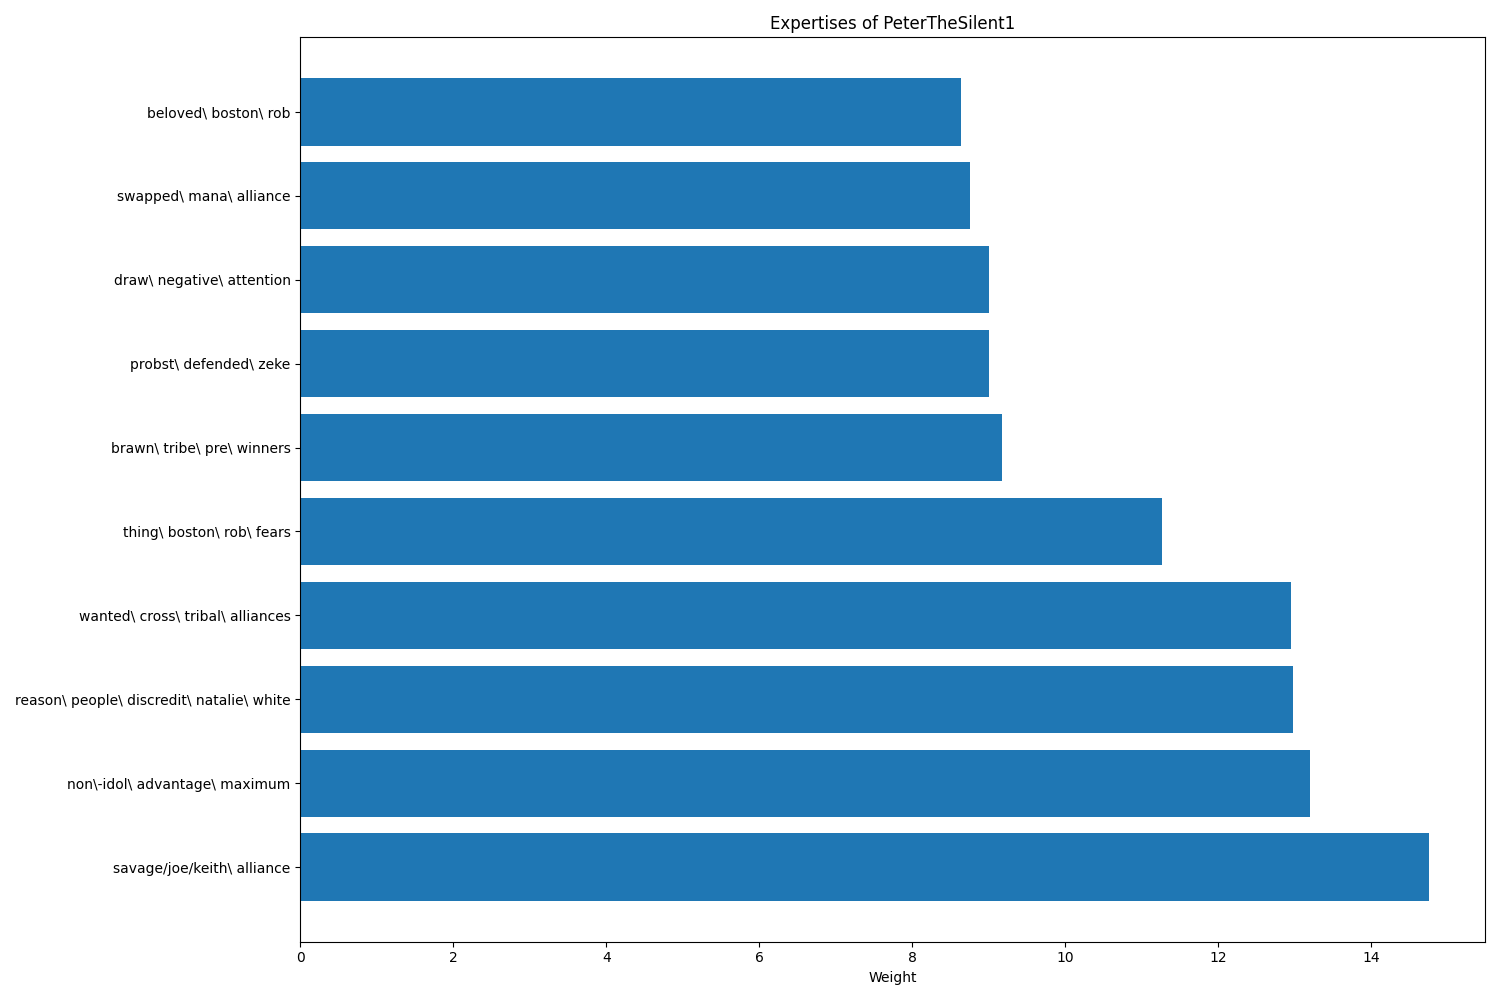 Expertises of PeterTheSilent1
beloved\ boston\ rob
swapped\ mana\ alliance
draw\ negative\ attention
probst\ defended\ zeke
brawn\ tribe\ pre\ winners
thing\ boston\ rob\ fears
wanted\ cross\ tribal\ alliances
reason\ people\ discredit\ natalie\ white
non\-idol\ advantage\ maximum
savage/joe/keith\ alliance
0 2 4 6 8 10 12 14
Weight